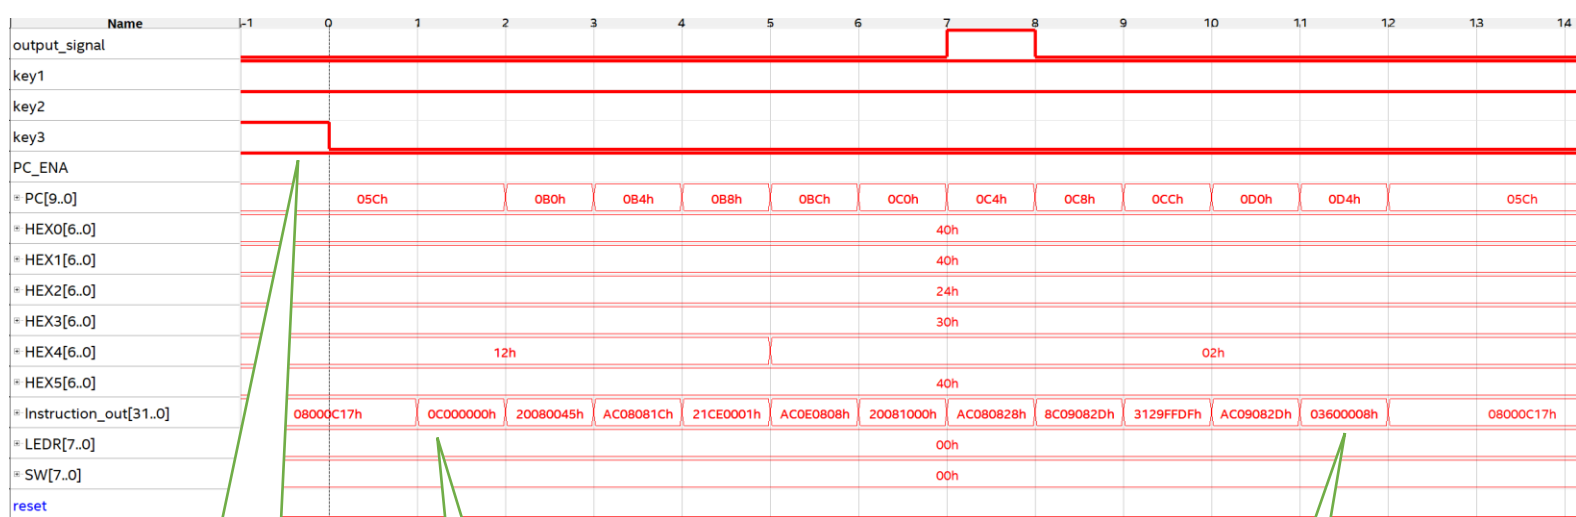 Name -1 0 1 2 3 4 5 6 7 8 9 10 11 12 13 14
output_signal
key1
key2
key3
PC_ENA
PC[9..0] 05Ch 0B0h 0B4h 0B8h 0BCh 0C0h 0C4h 0C8h 0CCh 0D0h 0D4h 05Ch
HEX0[6..0] 40h
HEX1[6..0] 40h
HEX2[6..0] 24h
HEX3[6..0] 30h
HEX4[6..0] 12h 02h
HEX5[6..0] 40h
Instruction_out[31..0] 08000C17h 0C000000h 20080045h AC08081Ch 21CE0001h AC0E0808h 20081000h AC080828h 8C09082Dh 3129FFDFh AC09082Dh 03600008h 08000C17h
LEDR[7..0] 00h
SW[7..0] 00h
reset